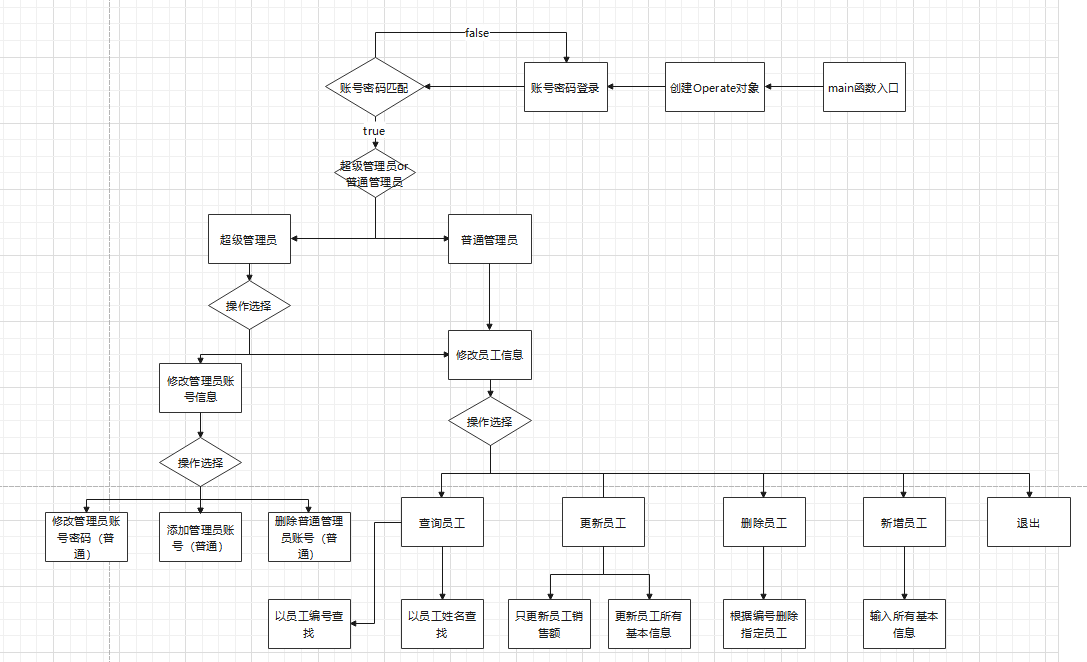 false
账号密码匹配
账号密码登录
创建Operate对象
main函数入口
true
超级管理员or
普通管理员
超级管理员
普通管理员
操作选择
修改员工信息
修改管理员账
号信息
操作选择
操作选择
修改管理员账
号密码（普
通）
添加管理员账
号（普通）
删除普通管理
员账号（普
通）
查询员工
更新员工
删除员工
新增员工
退出
以员工编号查
找
以员工姓名查
找
只更新员工销
售额
更新员工所有
基本信息
根据编号删除
指定员工
输入所有基本
信息